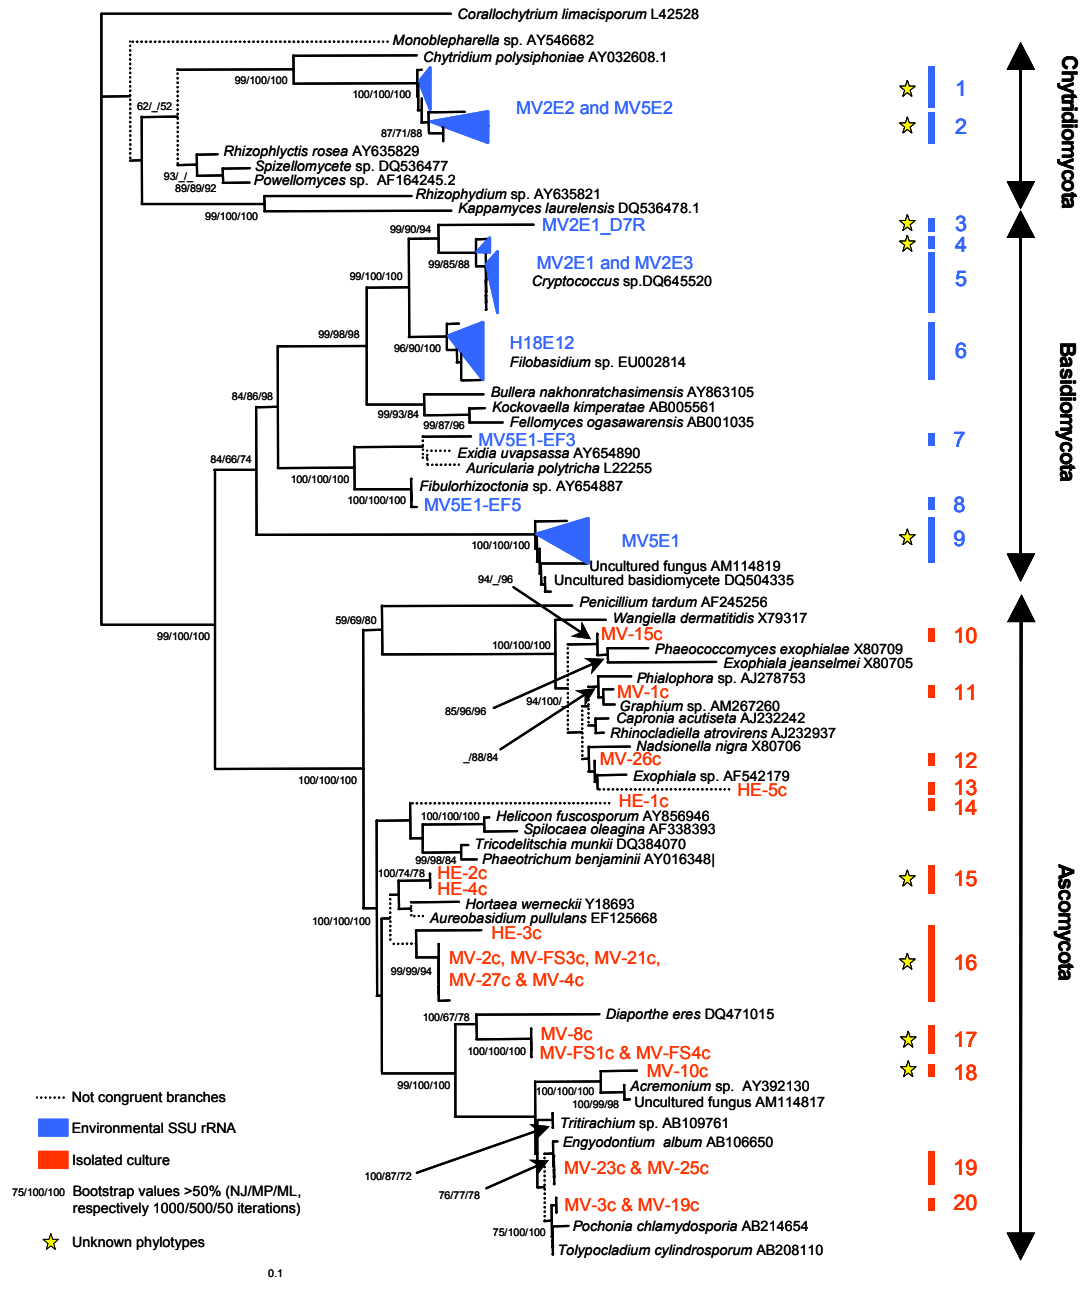 Corallochytrium limacisporum L42528
Monoblepharella sp. AY546682
Chytridium polysiphoniae AY032608.1
99/100/100
100/100/100
1
MV2E2 and MV5E2
62/_/52
2
87/71/88
Chytridiomycota
Rhizophlyctis rosea AY635829
Spizellomycete sp. DQ536477
93/_/_
Powellomyces sp. AF164245.2
89/89/92
Rhizophydium sp. AY635821
Kappamyces laurelensis DQ536478.1
99/100/100
MV2E1_D7R
3
99/90/94
4
MV2E1 and MV2E3
99/85/88
99/100/100
Cryptococcus sp.DQ645520
5
99/98/98
H18E12
96/90/100
6
Filobasidium sp. EU002814
Basidiomycota
Bullera nakhonratchasimensis AY863105
84/86/98
Kockovaella kimperatae AB005561
99/93/84
Fellomyces ogasawarensis AB001035
99/87/96
MV5E1-EF3
7
Exidia uvapsassa AY654890
84/66/74
Auricularia polytricha L22255
100/100/100
Fibulorhizoctonia sp. AY654887
100/100/100
MV5E1-EF5
8
MV5E1
9
100/100/100
Uncultured fungus AM114819
Uncultured basidiomycete DQ504335
94/_/96
Penicillium tardum AF245256
59/69/80
Wangiella dermatitidis X79317
99/100/100
MV-15c
10
100/100/100
Phaeococcomyces exophialae X80709
Exophiala jeanselmei X80705
Phialophora sp. AJ278753
MV-1c
11
94/100/_
Graphium sp. AM267260
85/96/96
Capronia acutiseta AJ232242
Rhinocladiella atrovirens AJ232937
Nadsionella nigra X80706
_/88/84
MV-26c
12
Exophiala sp. AF542179
100/100/100
HE-5c
13
HE-1c
14
100/100/100
Helicoon fuscosporum AY856946
Spilocaea oleagina AF338393
Tricodelitschia munkii DQ384070
99/98/84
Phaeotrichum benjaminii AY016348|
100/74/78
HE-2c
15
HE-4c
Ascomycota
Hortaea werneckii Y18693
100/100/100
Aureobasidium pullulans EF125668
HE-3c
MV-2c, MV-FS3c, MV-21c,
16
99/99/94
MV-27c & MV-4c
Diaporthe eres DQ471015
100/67/78
MV-8c
17
100/100/100
MV-FS1c & MV-FS4c
MV-10c
18
99/100/100
100/100/100
Acremonium sp. AY392130
100/99/98
Uncultured fungus AM114817
Tritirachium sp. AB109761
Engyodontium album AB106650
MV-23c & MV-25c
19
100/87/72
76/77/78
MV-3c & MV-19c
20
Pochonia chlamydosporia AB214654
75/100/100
Tolypocladium cylindrosporum AB208110
Not congruent branches
Environmental SSU rRNA
Isolated culture
75/100/100 Bootstrap values >50% (NJ/MP/ML,
respectively 1000/500/50 iterations)
Unknown phylotypes
0.1